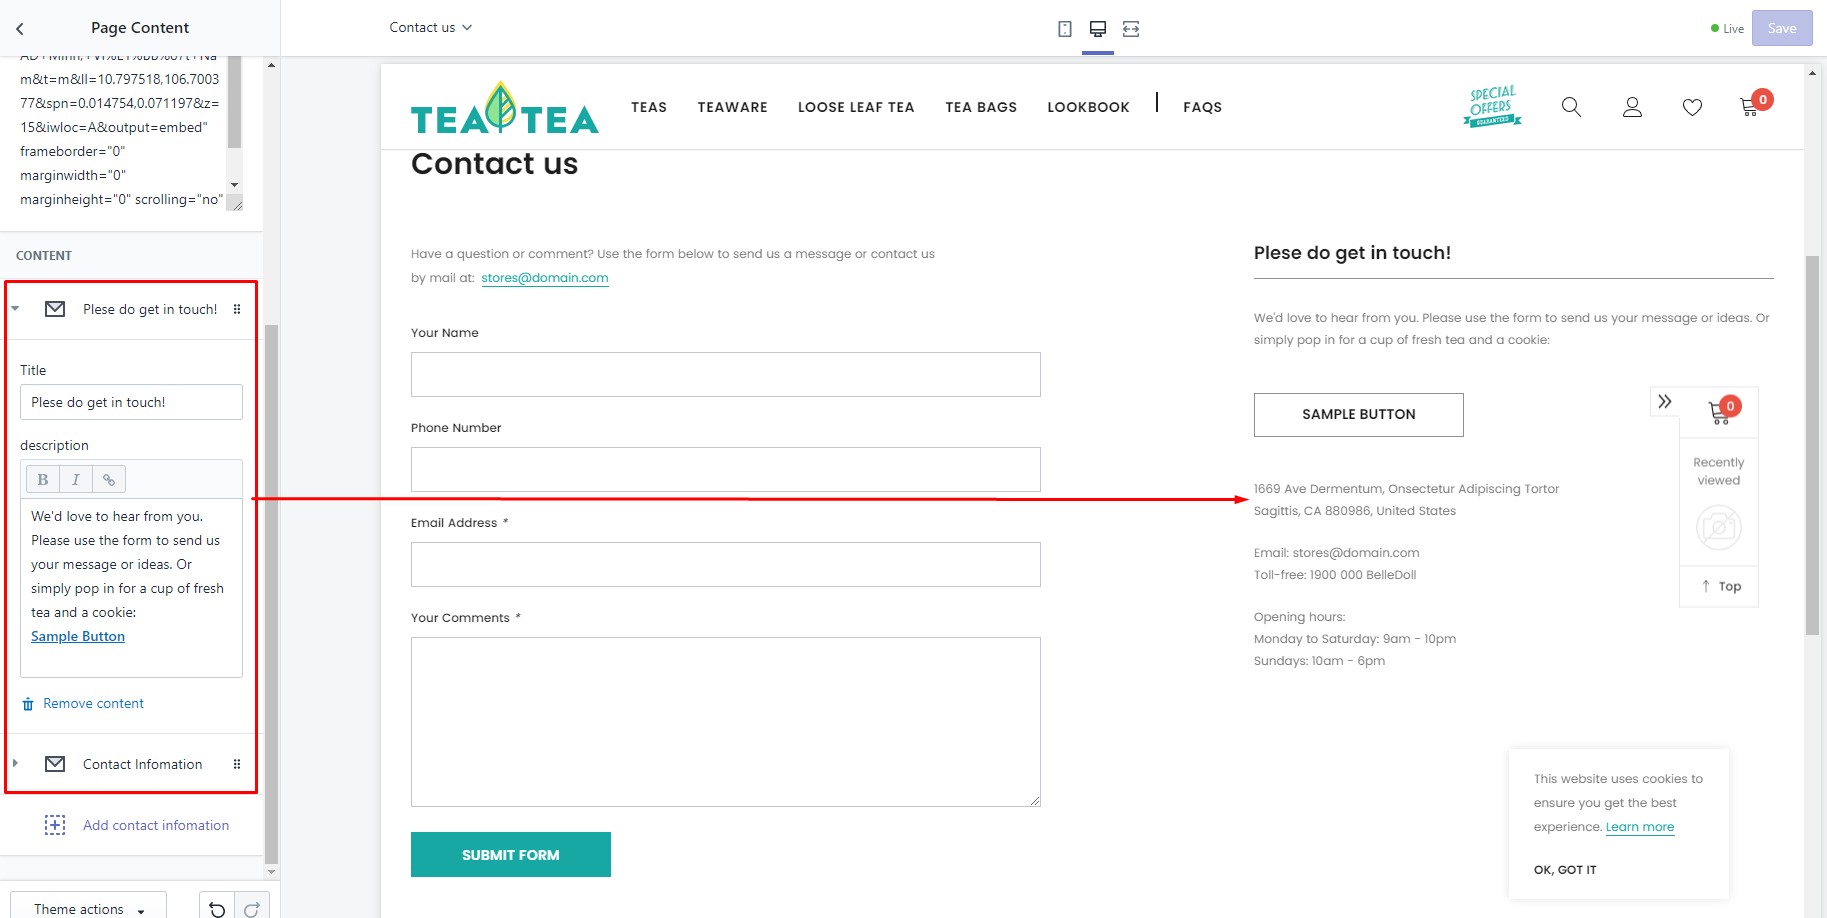 Page Content
Contact us
Live
Save
m&t=m&ll=10.797518,106.7003
77&spn=0.014754,0.071197&z=
15&iwloc=A&output=embed"
frameborder="0"
marginwidth="0"
marginheight="0" scrolling="no"
CONTENT
Plese do get in touch!
Title
Plese do get in touch!
description
B I
We'd love to hear from you.
Please use the form to send us
your message or ideas. Or
simply pop in for a cup of fresh
tea and a cookie:
Sample Button
Remove content
Contact Infomation
Add contact infomation
Theme actions
TEA TEA
TEAS
TEAWARE
LOOSE LEAF TEA
TEA BAGS
LOOKBOOK
FAQS
SPECIAL
OFFERS
GUARANTEED
0
Contact us
Have a question or comment? Use the form below to send us a message or contact us
by mail at: stores@domain.com
Your Name
Phone Number
Email Address *
Your Comments *
SUBMIT FORM
Plese do get in touch!
We'd love to hear from you. Please use the form to send us your message or ideas. Or
simply pop in for a cup of fresh tea and a cookie:
SAMPLE BUTTON
1669 Ave Dermentum, Onsectetur Adipiscing Tortor
Sagittis, CA 880986, United States
Email: stores@domain.com
Toll-free: 1900 000 BelleDoll
Opening hours:
Monday to Saturday: 9am - 10pm
Sundays: 10am - 6pm
0
Recently
viewed
Top
This website uses cookies to
ensure you get the best
experience. Learn more
OK, GOT IT